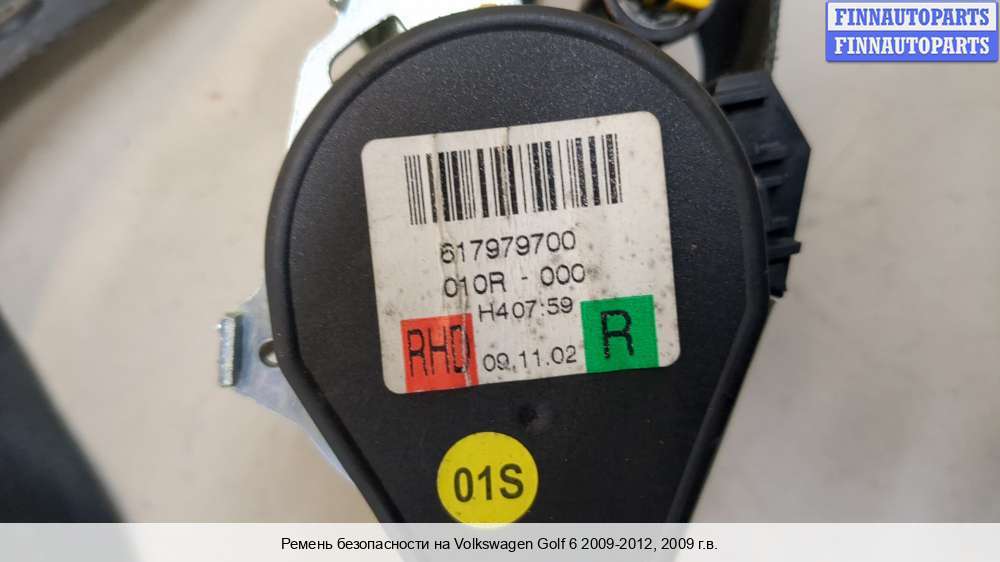 FINNAUTOPARTS
FINNAUTOPARTS
617979700
010R - 000
H407:59
RHD
09.11.02
R
01S
Ремень безопасности на Volkswagen Golf 6 2009-2012, 2009 г.в.